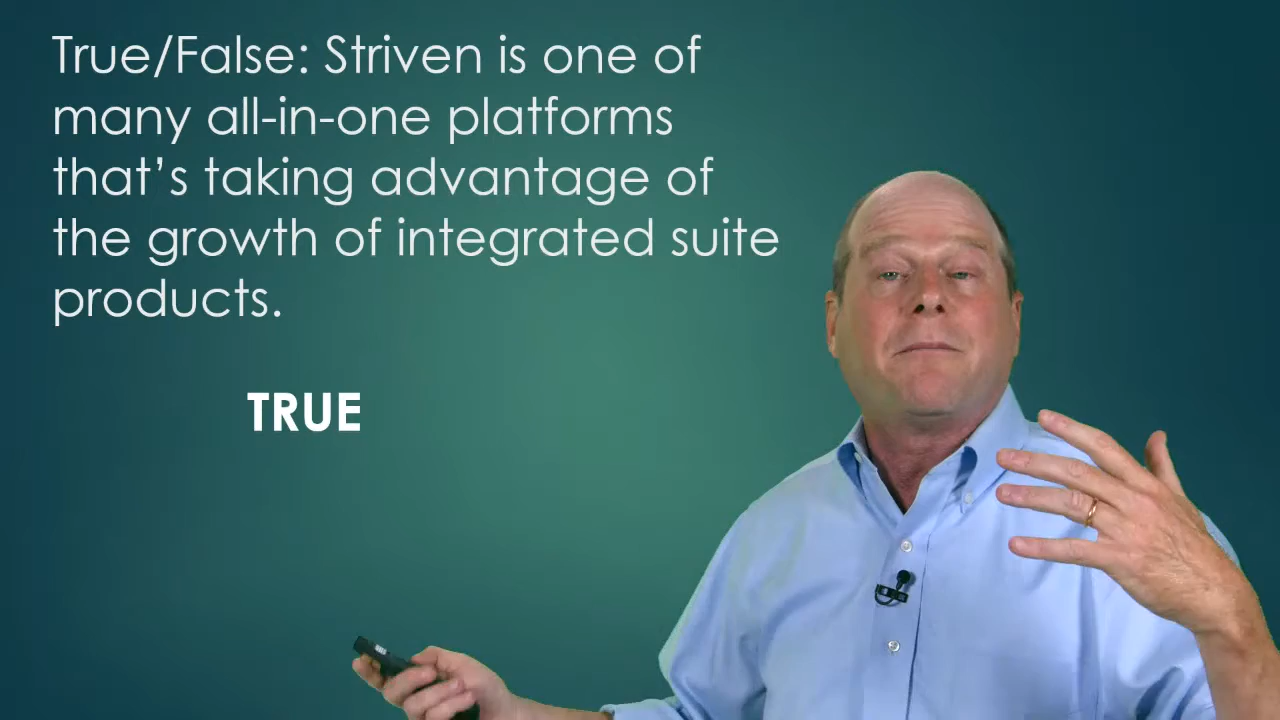 True/False: Striven is one of
many all-in-one platforms
that’s taking advantage of
the growth of integrated suite
products.
TRUE